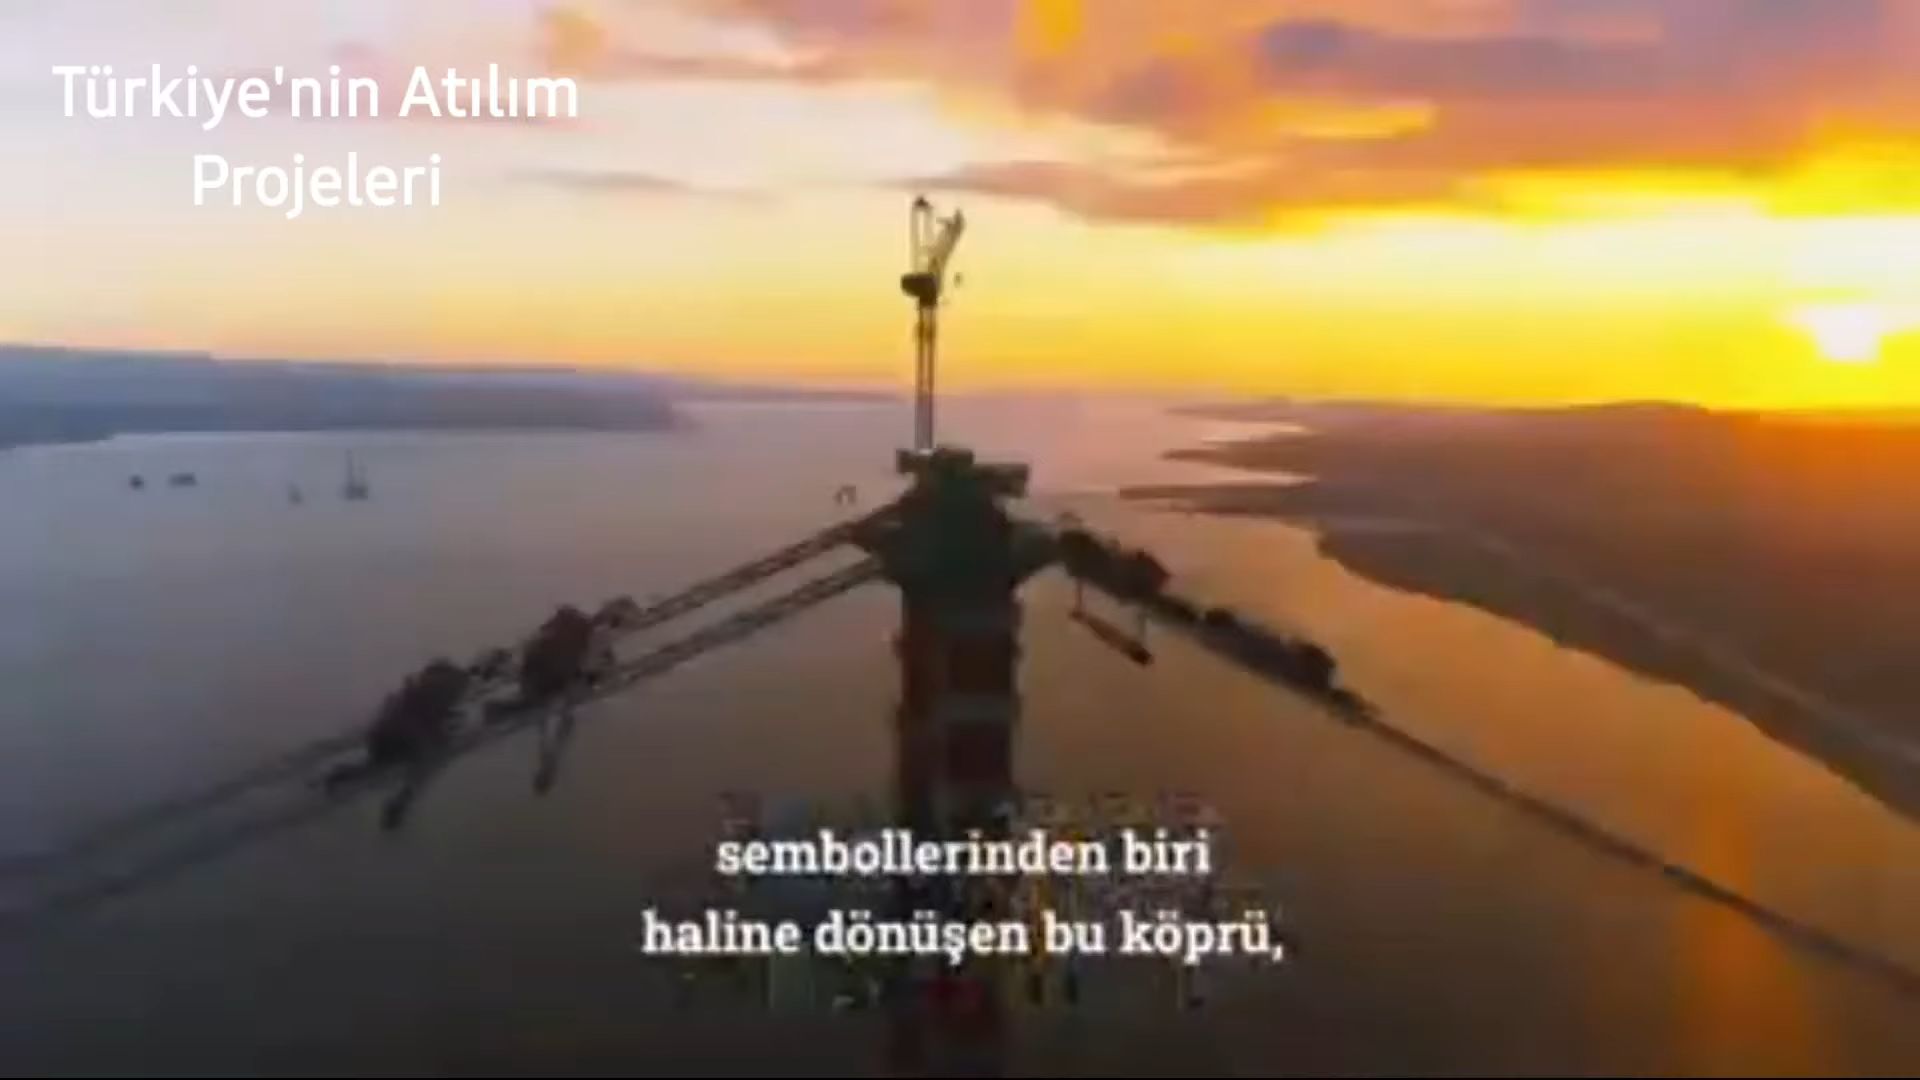 Türkiye'nin Atılım
Projeleri
sembollerinden biri
haline dönüşen bu köprü,